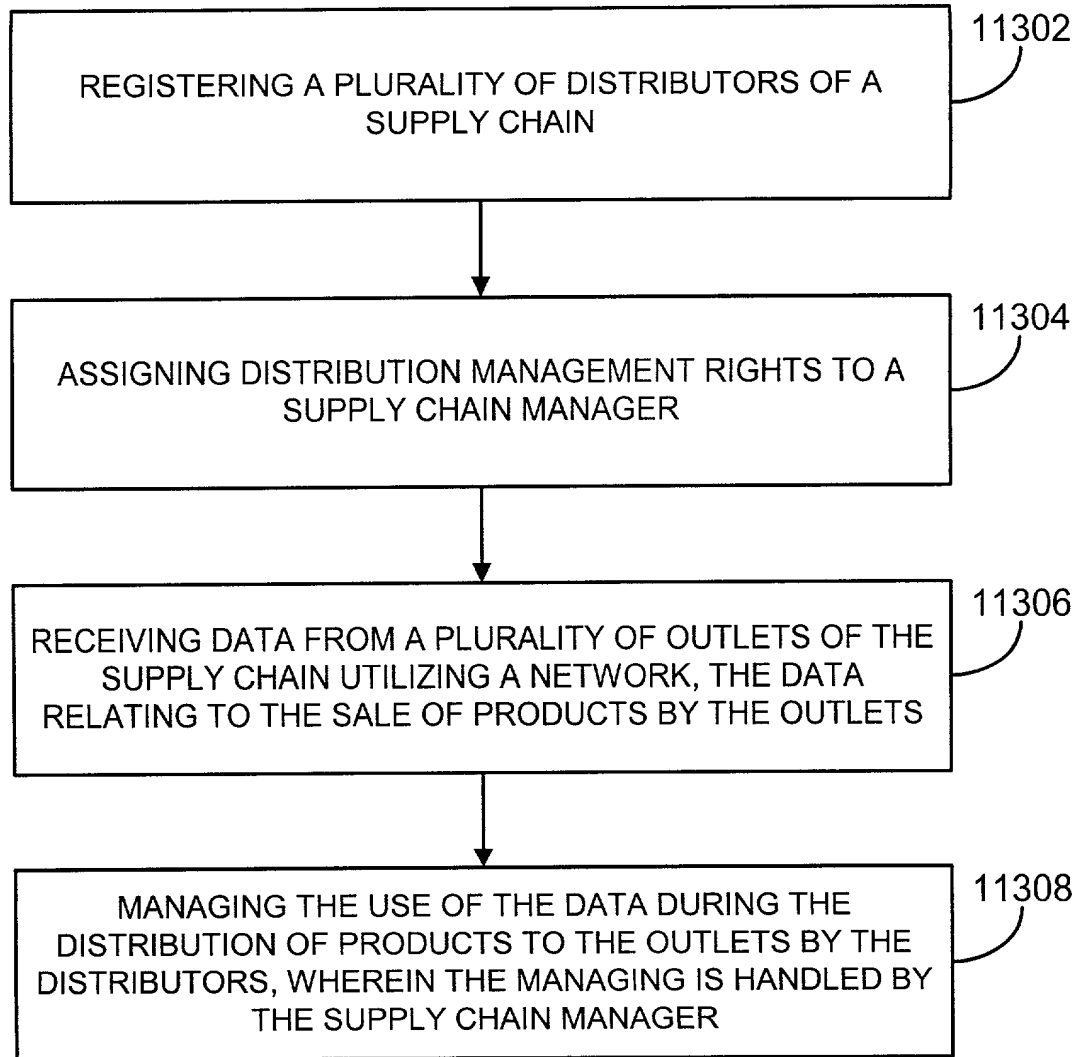 11302
REGISTERING A PLURALITY OF DISTRIBUTORS OF A
SUPPLY CHAIN
11304
ASSIGNING DISTRIBUTION MANAGEMENT RIGHTS TO A
SUPPLY CHAIN MANAGER
11306
RECEIVING DATA FROM A PLURALITY OF OUTLETS OF THE
SUPPLY CHAIN UTILIZING A NETWORK, THE DATA
RELATING TO THE SALE OF PRODUCTS BY THE OUTLETS
11308
MANAGING THE USE OF THE DATA DURING THE
DISTRIBUTION OF PRODUCTS TO THE OUTLETS BY THE
DISTRIBUTORS, WHEREIN THE MANAGING IS HANDLED BY
THE SUPPLY CHAIN MANAGER